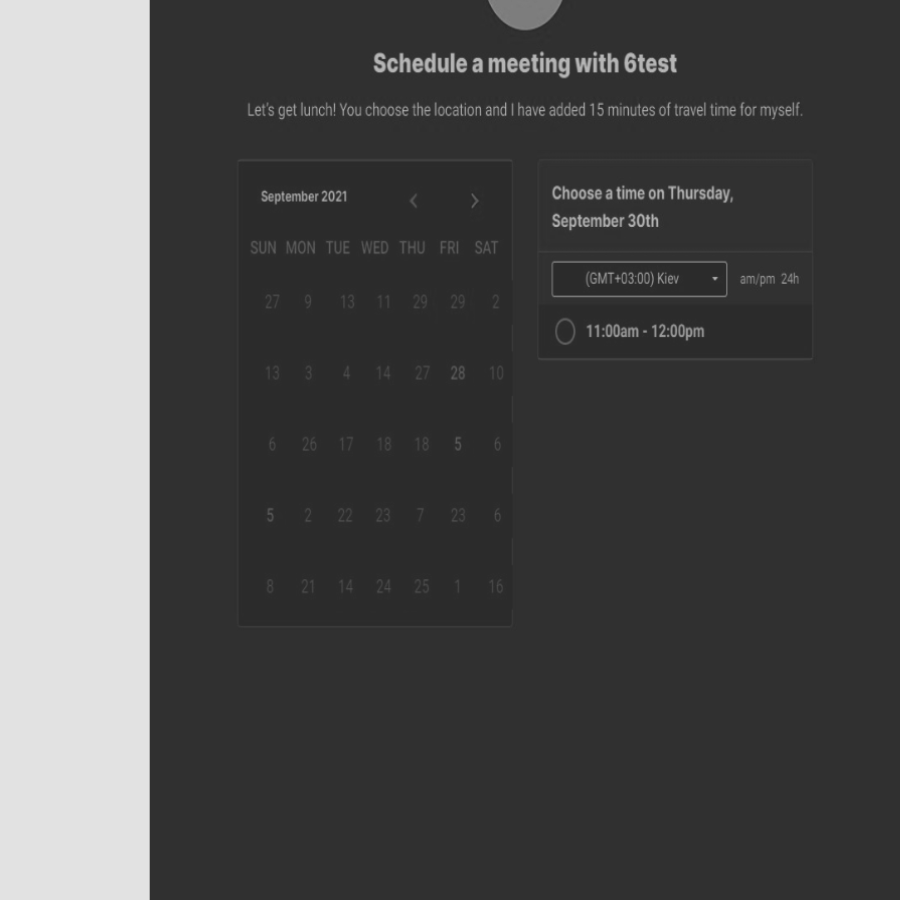 Schedule a meeting with 6test
Let's get lunch! You choose the location and I have added 15 minutes of travel time for myself.
September 2021
SUN MON TUE WED THU FRI SAT
27 9 13 11 29 29 2
13 3 4 14 27 28 10
6 26 17 18 18 5 6
5 2 22 23 7 23 6
8 21 14 24 25 1 16
Choose a time on Thursday,
September 30th
(GMT+03:00) Kiev am/pm 24h
11:00am - 12:00pm